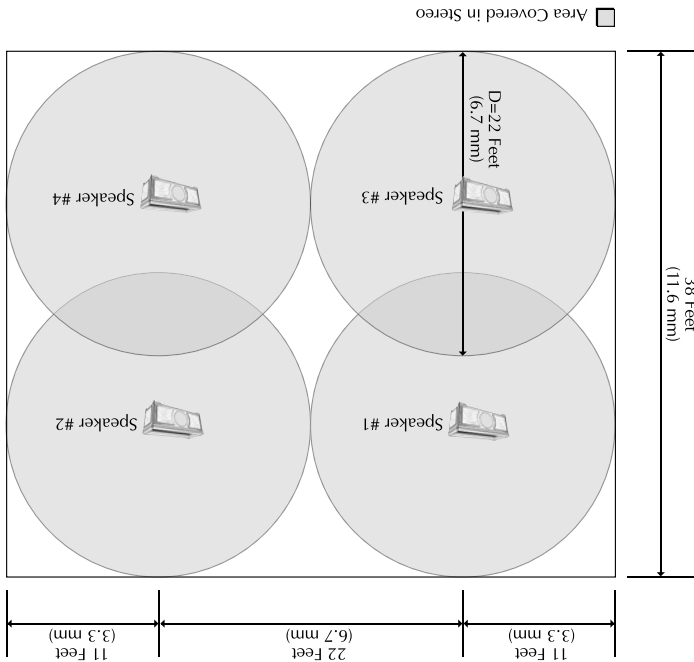 11 Feet
(3.3 mm)
22 Feet
(6.7 mm)
11 Feet
(3.3 mm)
38 Feet
(11.6 mm)
Speaker #1
Speaker #2
Speaker #3
Speaker #4
D=22 Feet
(6.7 mm)
Area Covered in Stereo